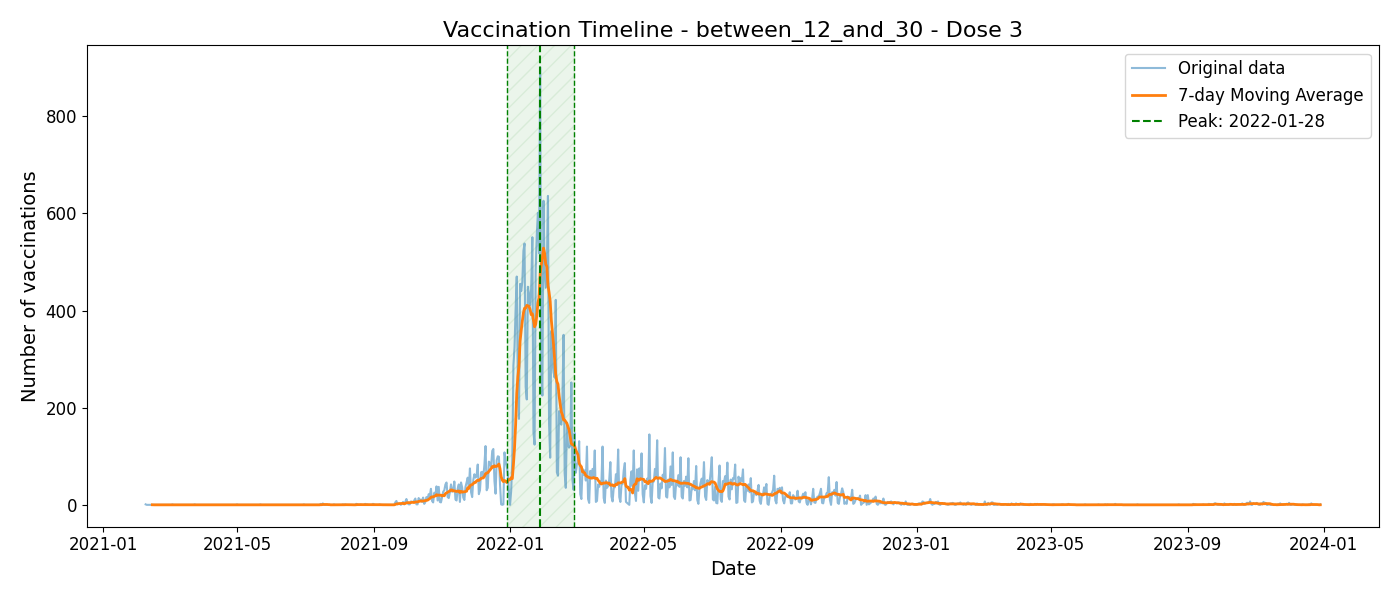 Vaccination Timeline - between_12_and_30 - Dose 3
Original data
7-day Moving Average
Peak: 2022-01-28
Number of vaccinations
800
600
400
200
0
2021-01 2021-05 2021-09 2022-01 2022-05 2022-09 2023-01 2023-05 2023-09 2024-01
Date